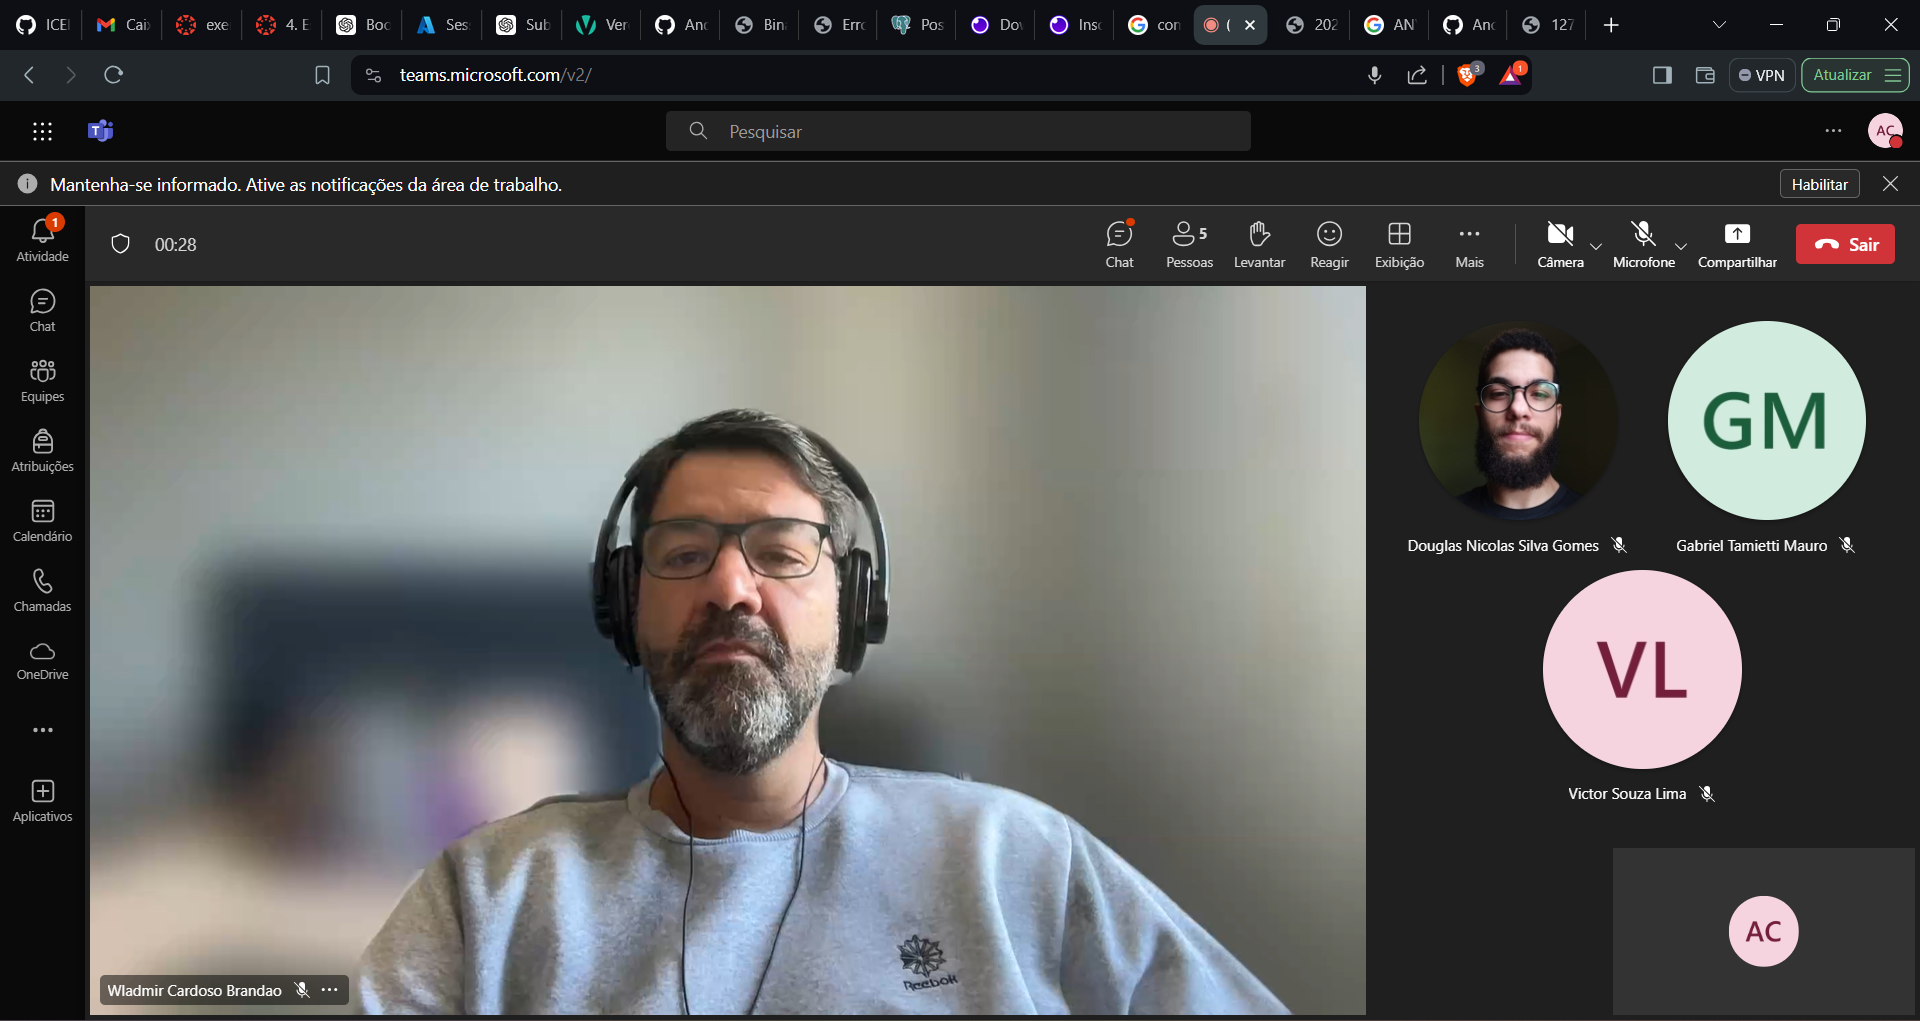 ICEI
Cai
exe
4. E
Boc
Ses
Sub
Ver
Anc
Bin
Erro
Pos
Dov
Inso
con
(
202
AN
Anc
127
teams.microsoft.com/v2/
3
1
VPN
Atualizar
T
Pesquisar
AC
Mantenha-se informado. Ative as notificações da área de trabalho.
Habilitar
1
Atividade
Chat
Equipes
Atribuições
Calendário
Chamadas
OneDrive
Aplicativos
00:28
Chat
5
Pessoas
Levantar
Reagir
Exibição
Mais
Câmera
Microfone
Compartilhar
Sair
Reebok
Wladmir Cardoso Brandao
GM
Douglas Nicolas Silva Gomes
Gabriel Tamietti Mauro
VL
Victor Souza Lima
AC